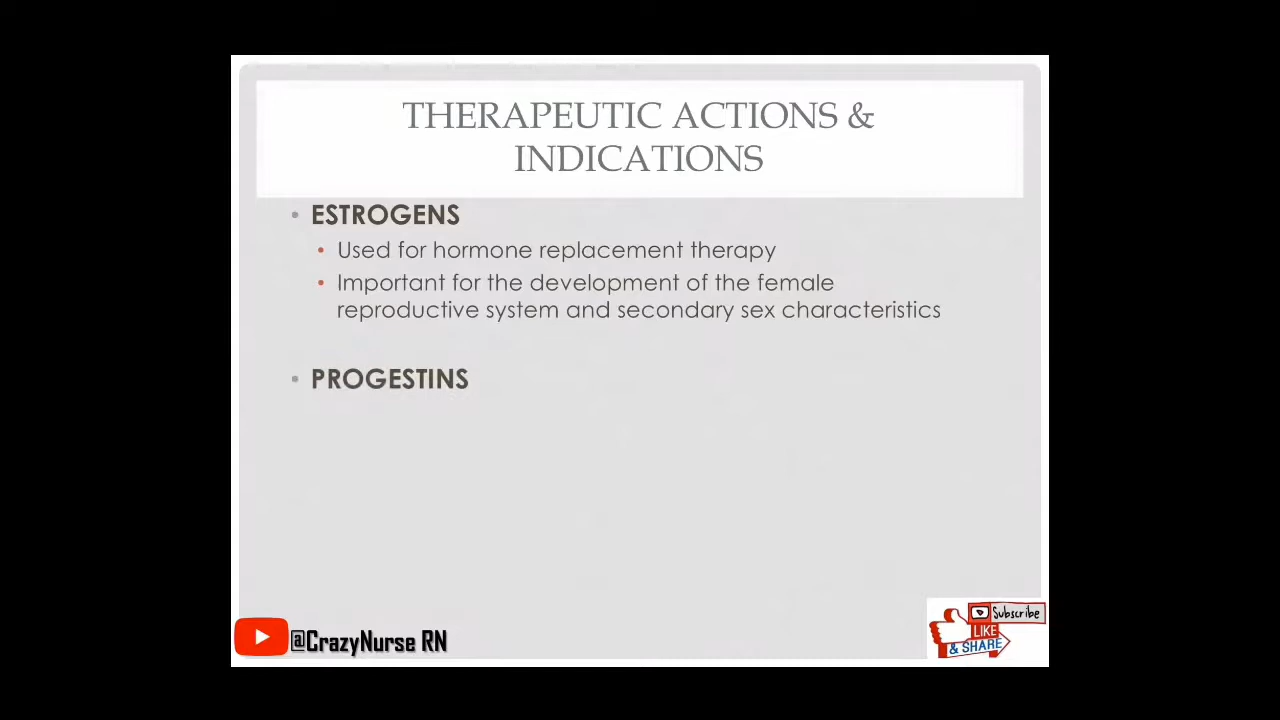 THERAPEUTIC ACTIONS &
INDICATIONS
• ESTROGENS
• Used for hormone replacement therapy
• Important for the development of the female
reproductive system and secondary sex characteristics
• PROGESTINS
@CrazyNurse RN
Subscribe
LIKE
& SHARE